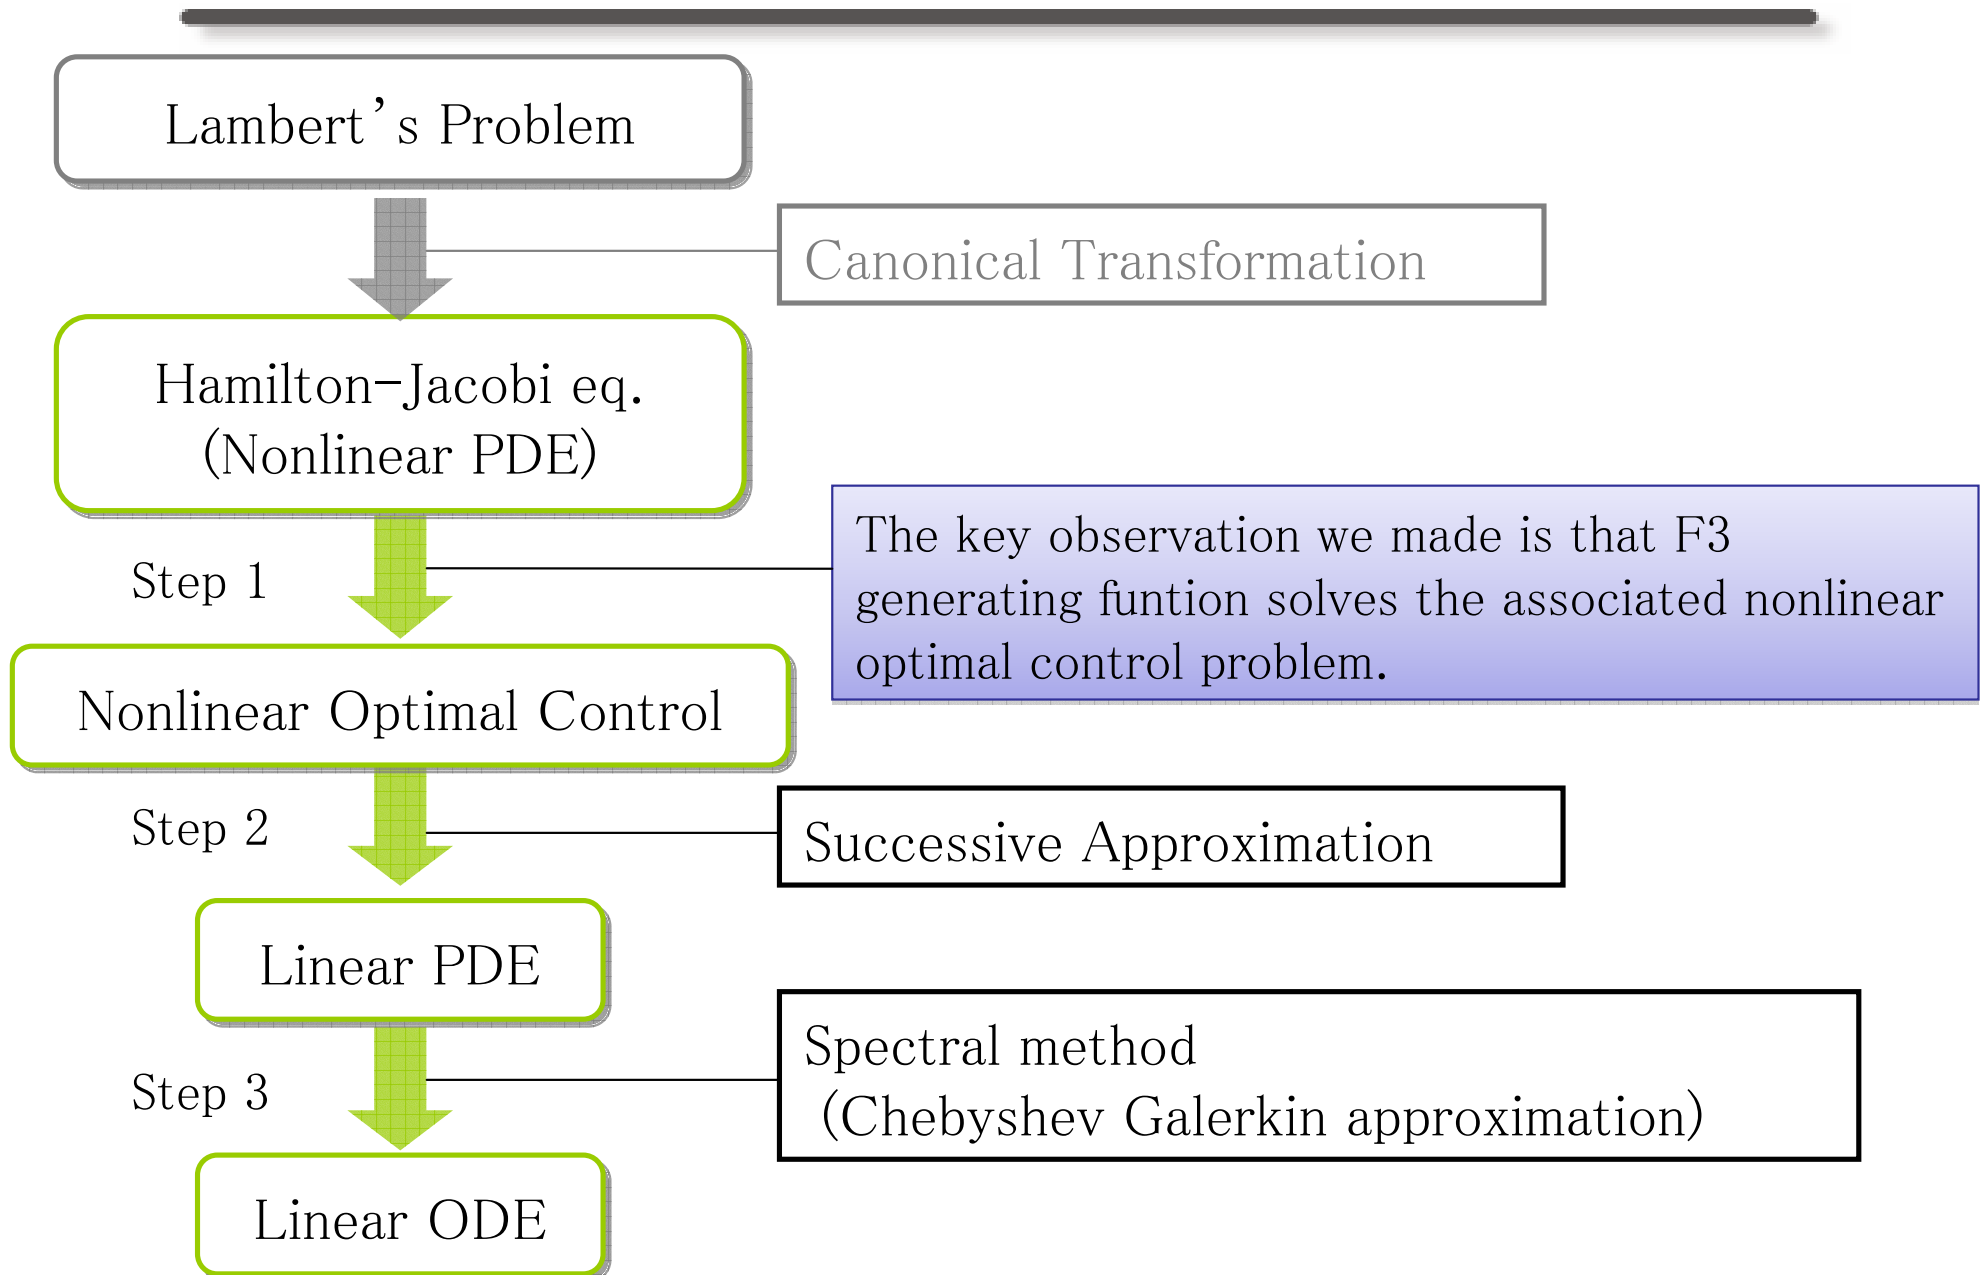 Lambert's Problem
Canonical Transformation
Hamilton-Jacobi eq.
(Nonlinear PDE)
Step 1
The key observation we made is that F3
generating funtion solves the associated nonlinear
optimal control problem.
Nonlinear Optimal Control
Step 2
Successive Approximation
Linear PDE
Step 3
Spectral method
(Chebyshev Galerkin approximation)
Linear ODE